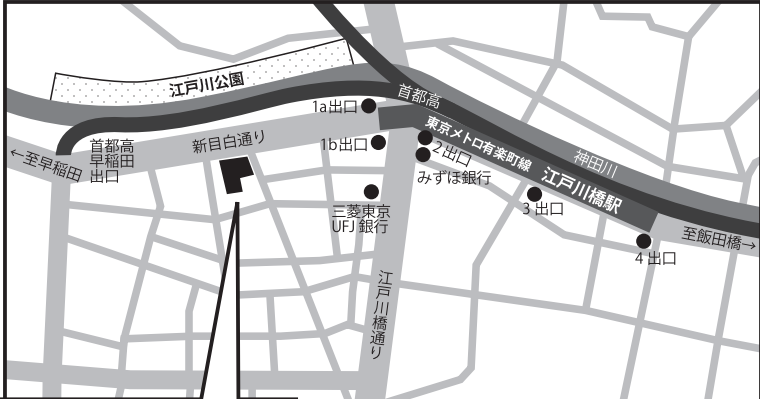 江戸川公園
1a出口
首都高
新目白通り
首都高
早稲田
出口
←至早稲田
1b出口
東京メトロ有楽町線
2出口
みずほ銀行
神田川
江戸川橋駅
三菱東京
UFJ 銀行
3 出口
至飯田橋→
4 出口
江戸川橋通り